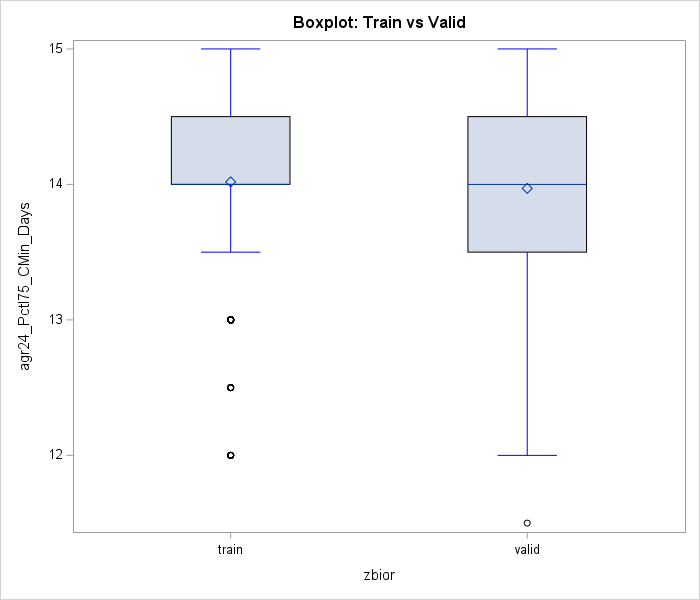 Boxplot: Train vs Valid
15
14
13
12
agr24_Pctl75_CMin_Days
train
valid
zbior